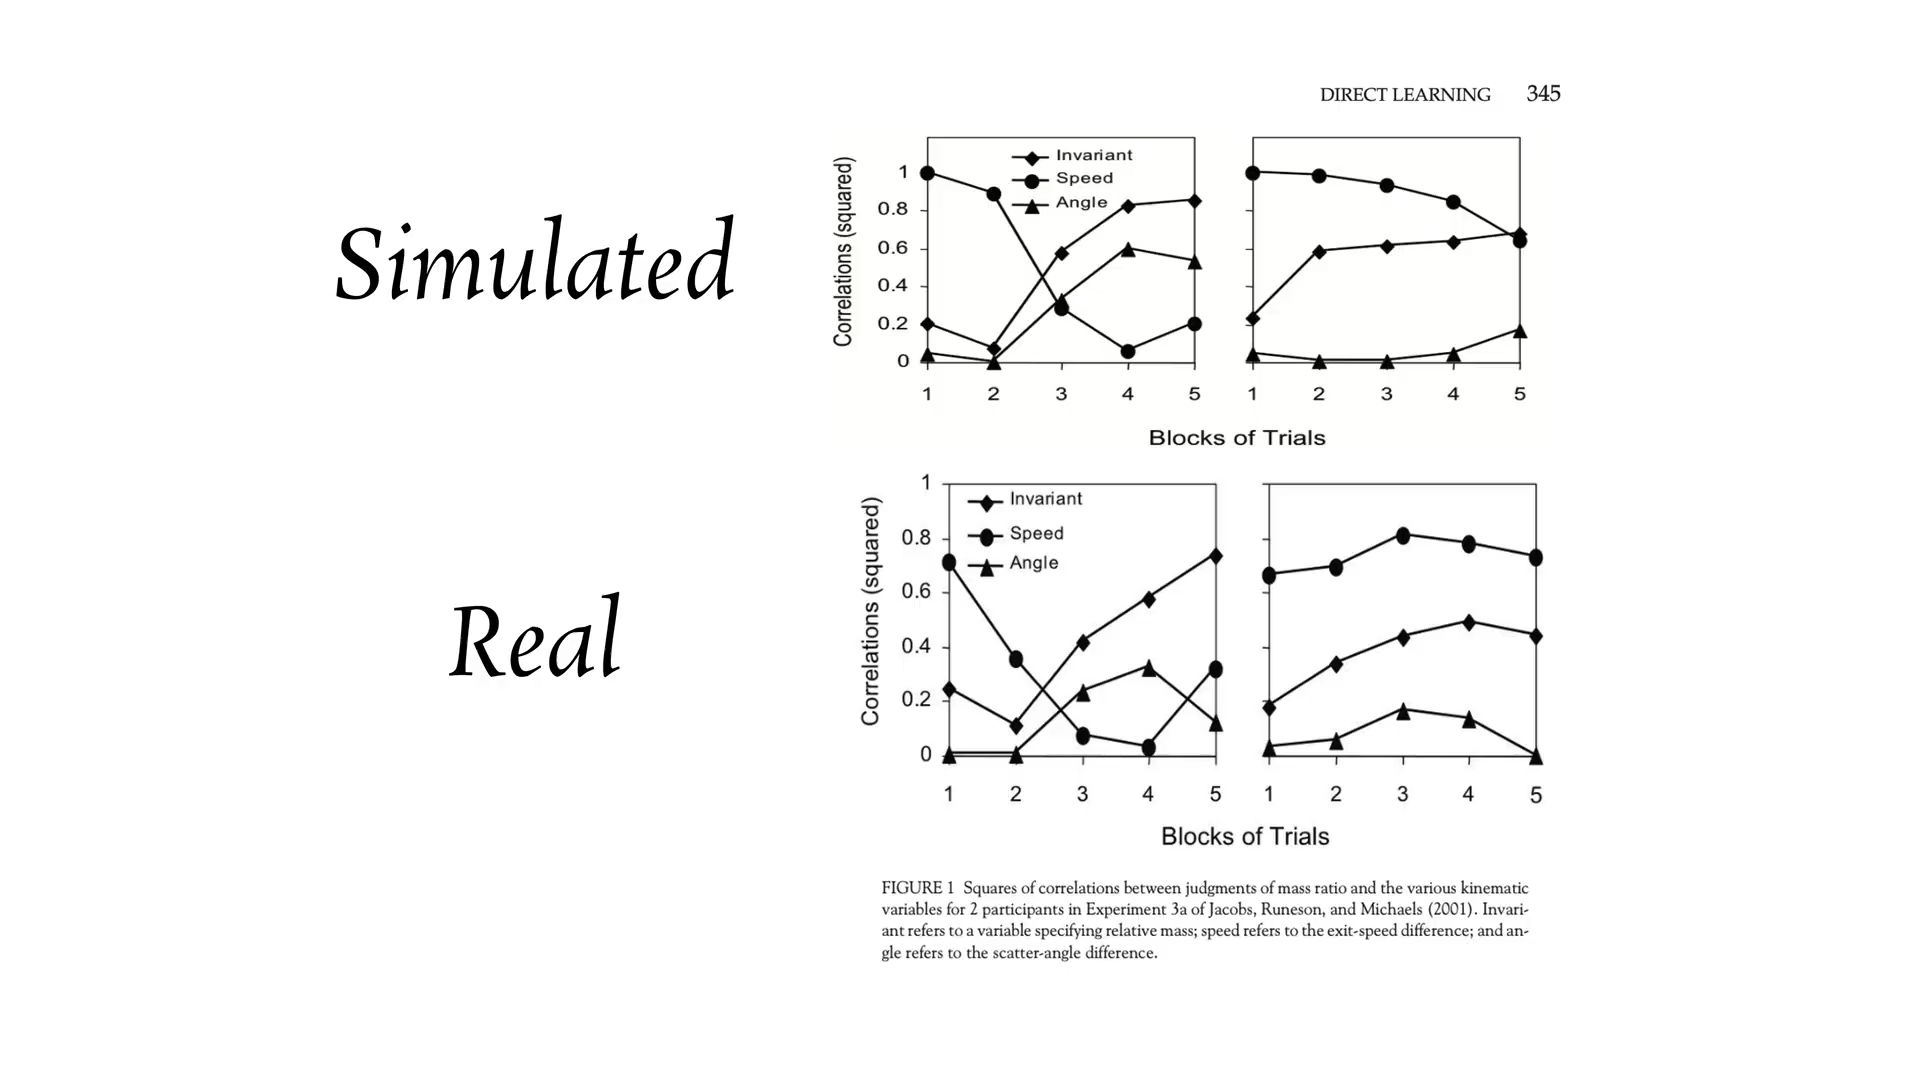 DIRECT LEARNING 345
Simulated
Correlations (squared)
Invariant
Speed
Angle
1
0.8
0.6
0.4
0.2
0
1 2 3 4 5
1 2 3 4 5
Blocks of Trials
Real
Correlations (squared)
Invariant
Speed
Angle
1
0.8
0.6
0.4
0.2
0
1 2 3 4 5
1 2 3 4 5
Blocks of Trials
FIGURE 1 Squares of correlations between judgments of mass ratio and the various kinematic
variables for 2 participants in Experiment 3a of Jacobs, Runeson, and Michaels (2001). Invari-
ant refers to a variable specifying relative mass; speed refers to the exit-speed difference; and an-
gle refers to the scatter-angle difference.